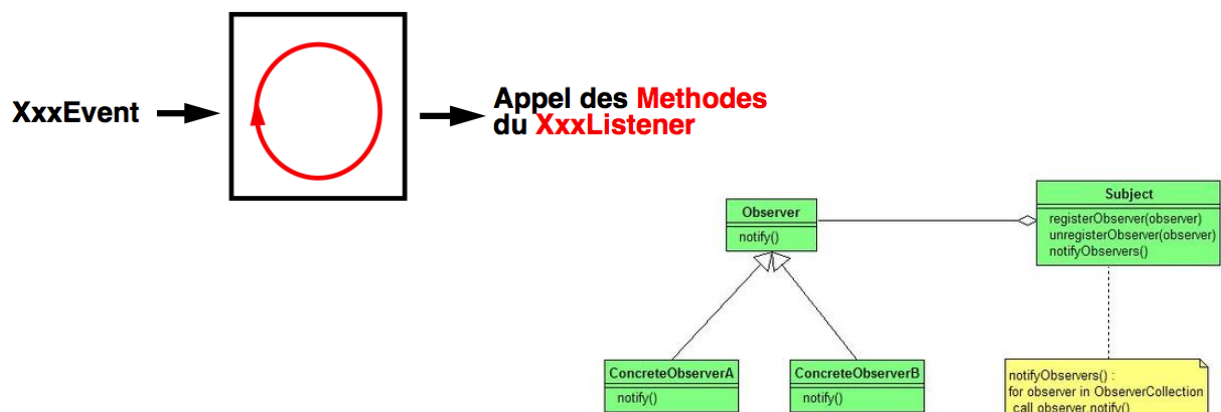 XxxEvent
Appel des Methodes
du XxxListener
Subject
registerObserver(observer)
unregisterObserver(observer)
notifyObservers()
Observer
notify()
ConcreteObserverA
notify()
ConcreteObserverB
notify()
notifyObservers() :
for observer in ObserverCollection
call observer.notify()